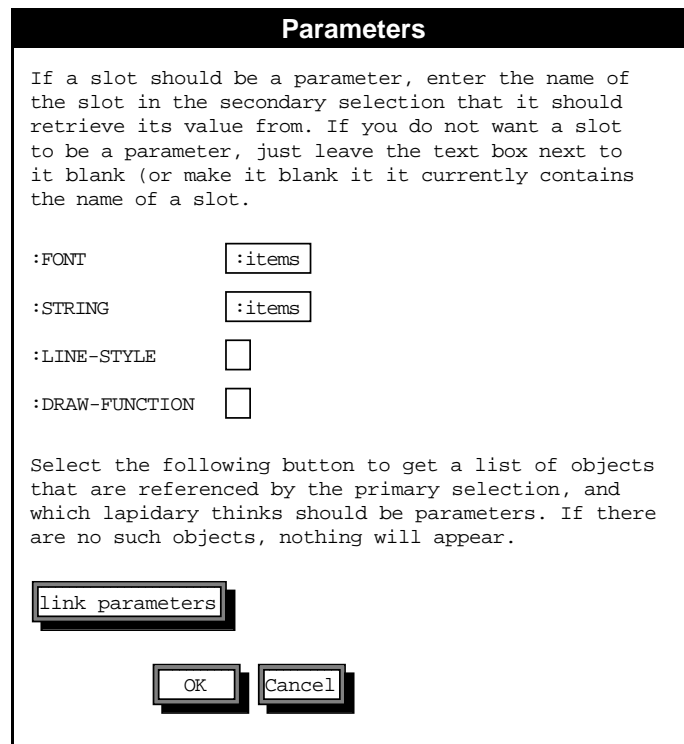 Parameters
If a slot should be a parameter, enter the name of
the slot in the secondary selection that it should
retrieve its value from. If you do not want a slot
to be a parameter, just leave the text box next to
it blank (or make it blank it it currently contains
the name of a slot.
:FONT :items
:STRING :items
:LINE-STYLE
:DRAW-FUNCTION
Select the following button to get a list of objects
that are referenced by the primary selection, and
which lapidary thinks should be parameters. If there
are no such objects, nothing will appear.
link parameters
OK Cancel